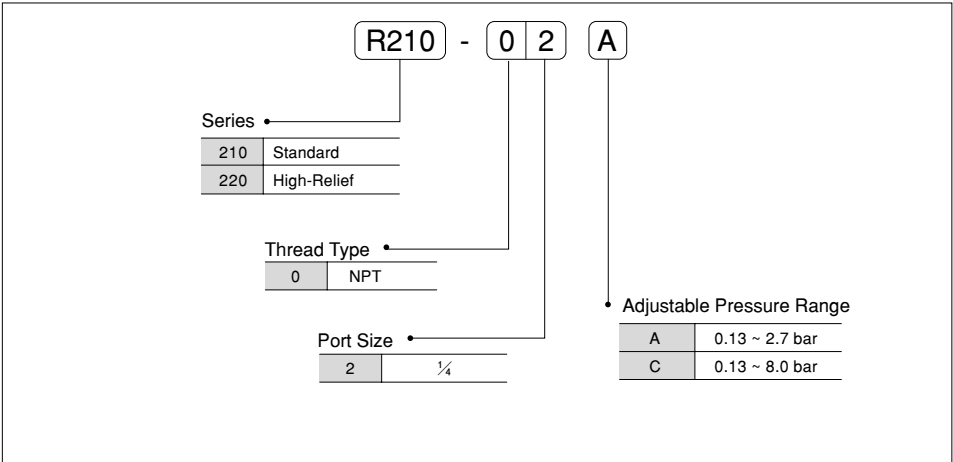 R210 - 0 2 A
Series
210 Standard
220 High-Relief
Thread Type
0 NPT
Port Size
2 ¼
Adjustable Pressure Range
A 0.13 ~ 2.7 bar
C 0.13 ~ 8.0 bar